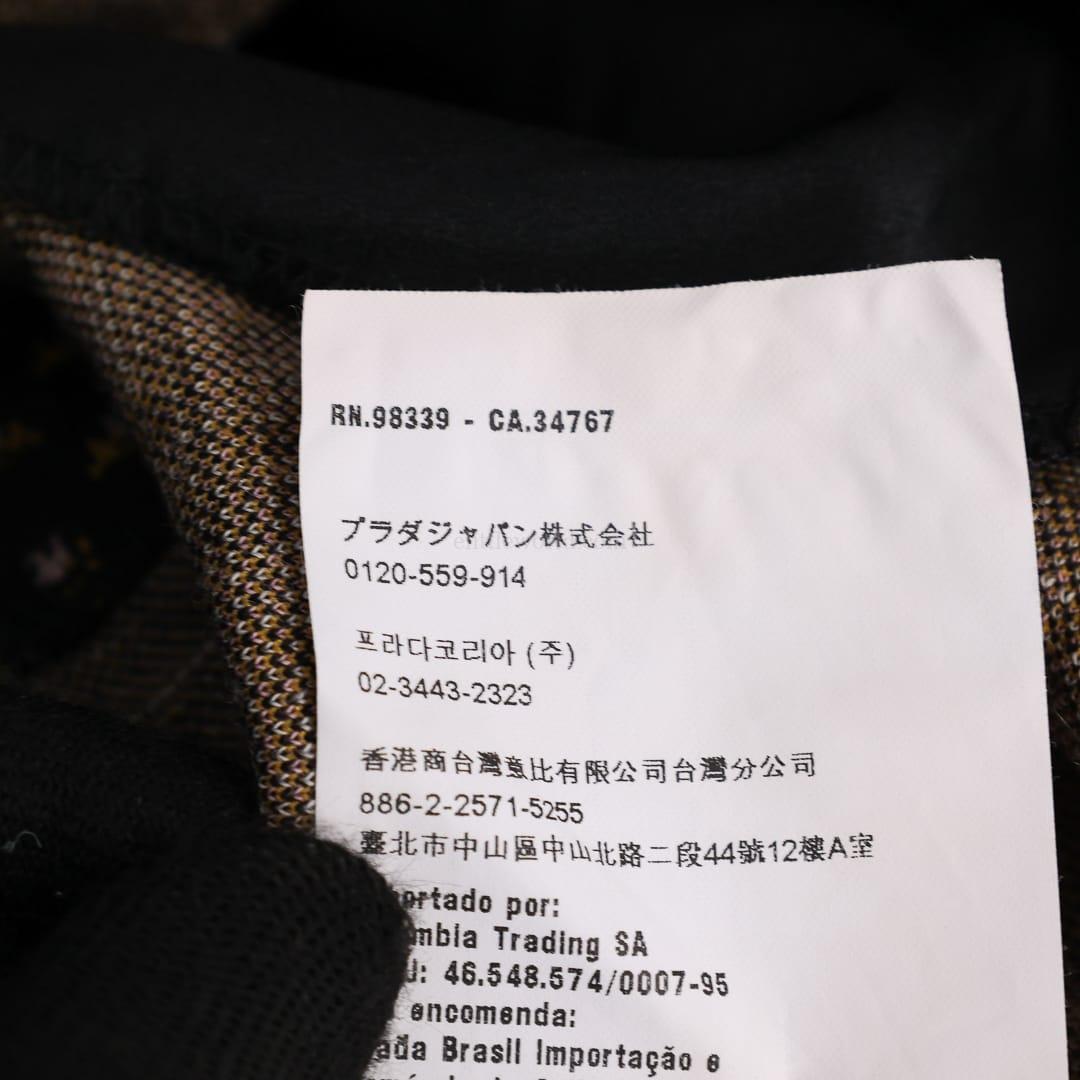 RN.98339 - CA.34767
プラダジャパン株式会社
0120-559-914
프라다코리아 (주)
02-3443-2323
香港商台灣意比有限公司台灣分公司
886-2-2571-5255
臺北市中山區中山北路二段44號12樓A室
ortado por:
mbia Trading SA
J: 46.548.574/0007-95
encomenda:
ada Brasil Importação e